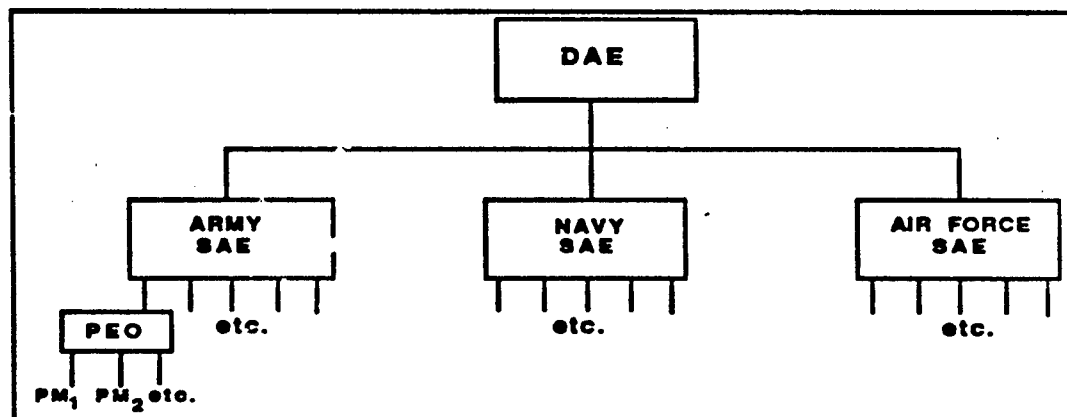 DAE
ARMY
SAE
NAVY
SAE
AIR FORCE
SAE
etc.
etc.
etc.
PEO
PM₁ PM₂ etc.